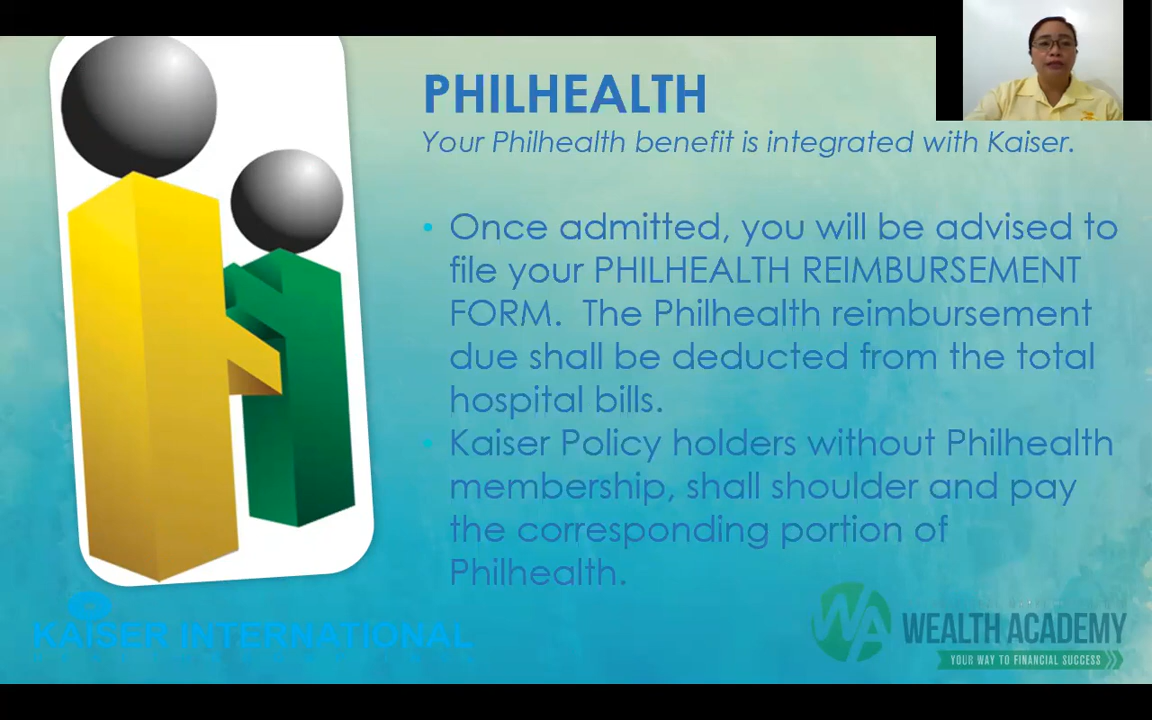 PHILHEALTH
Your Philhealth benefit is integrated with Kaiser.
• Once admitted, you will be advised to
file your PHILHEALTH REIMBURSEMENT
FORM.  The Philhealth reimbursement
due shall be deducted from the total
hospital bills.
• Kaiser Policy holders without Philhealth
membership, shall shoulder and pay
the corresponding portion of
Philhealth.
KAISER INTERNATIONAL
WA WEALTH ACADEMY
YOUR WAY TO FINANCIAL SUCCESS